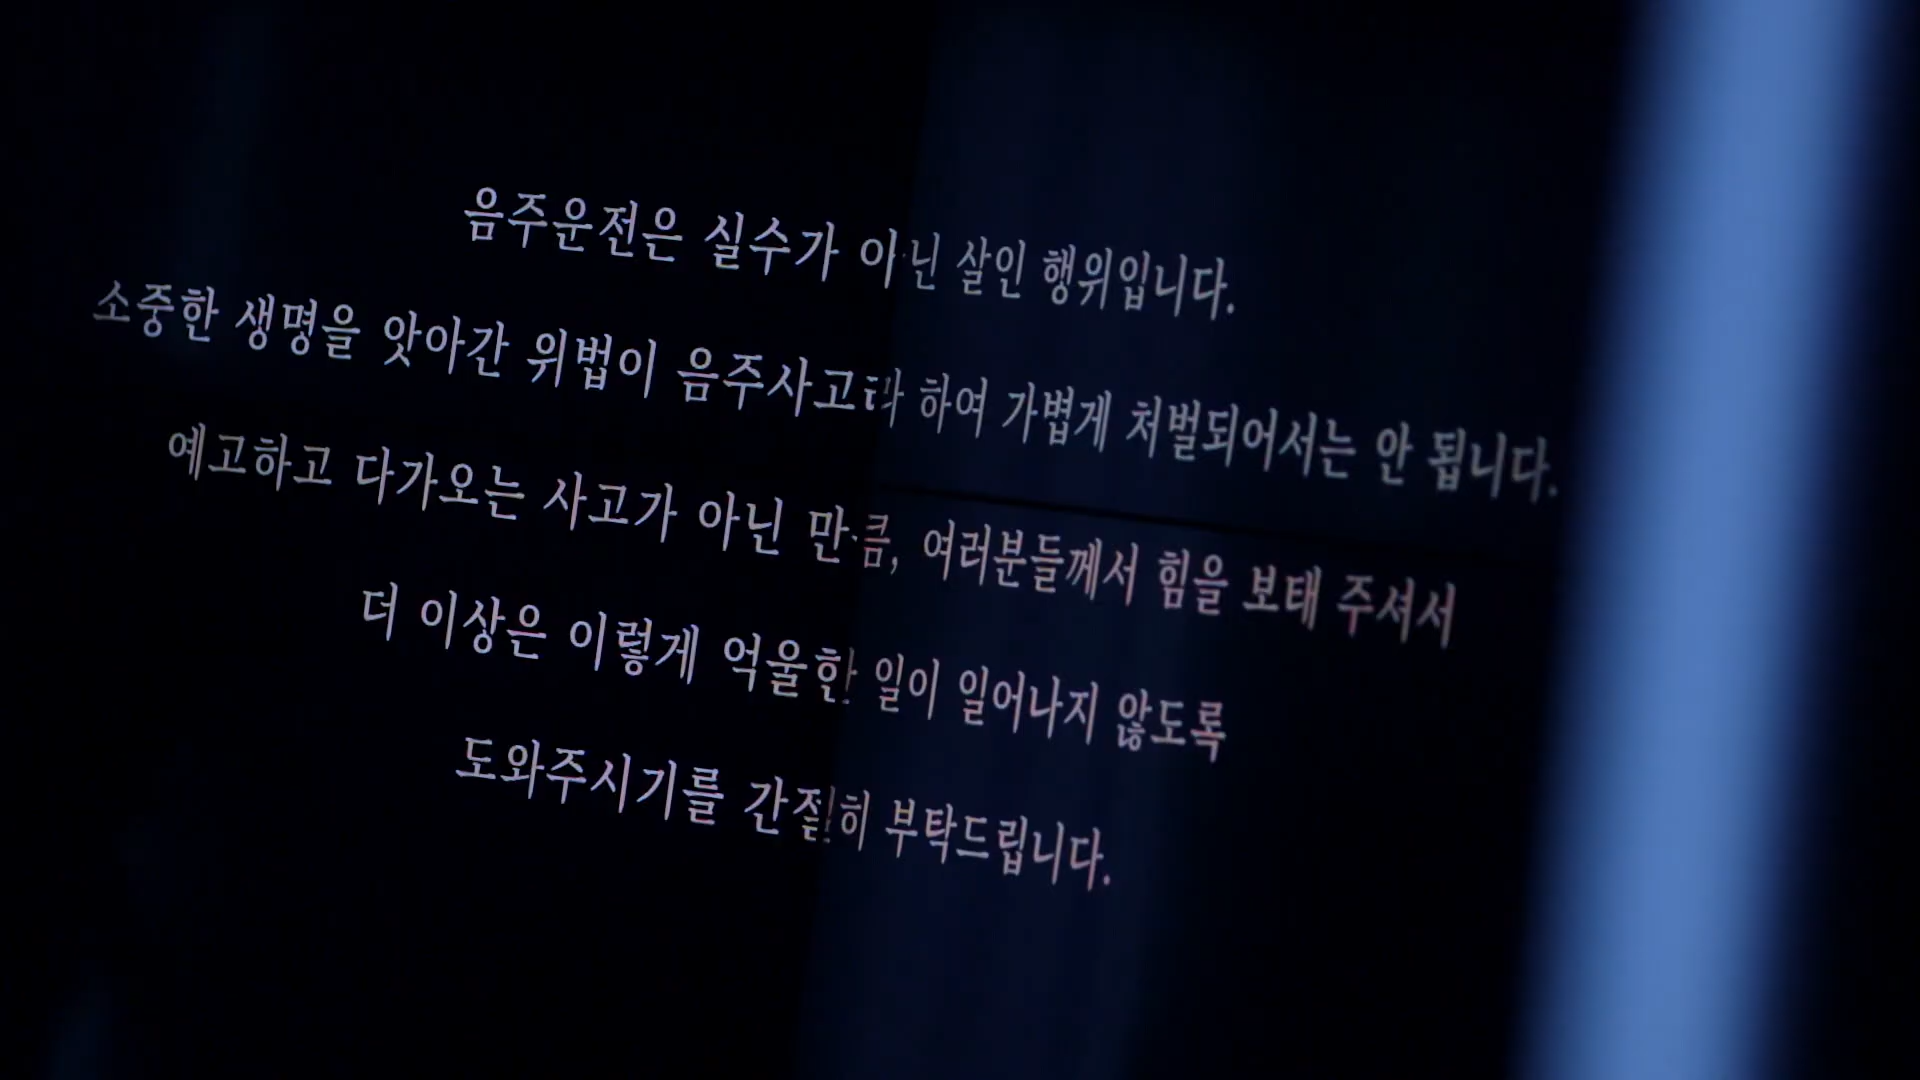 음주운전은 실수가 아닌 살인 행위입니다.
소중한 생명을 앗아간 위법이 음주사고라 하여 가볍게 처벌되어서는 안 됩니다.
예고하고 다가오는 사고가 아닌 만큼, 여러분들께서 힘을 보태 주셔서
더 이상은 이렇게 억울한 일이 일어나지 않도록
도와주시기를 간절히 부탁드립니다.